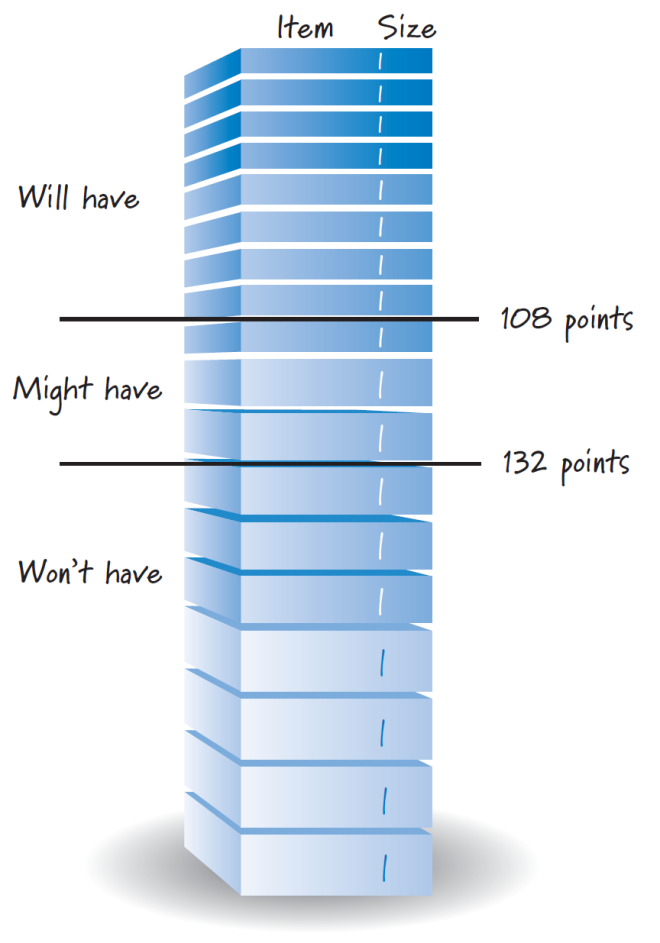 Item Size
Will have
108 points
Might have
132 points
Won't have